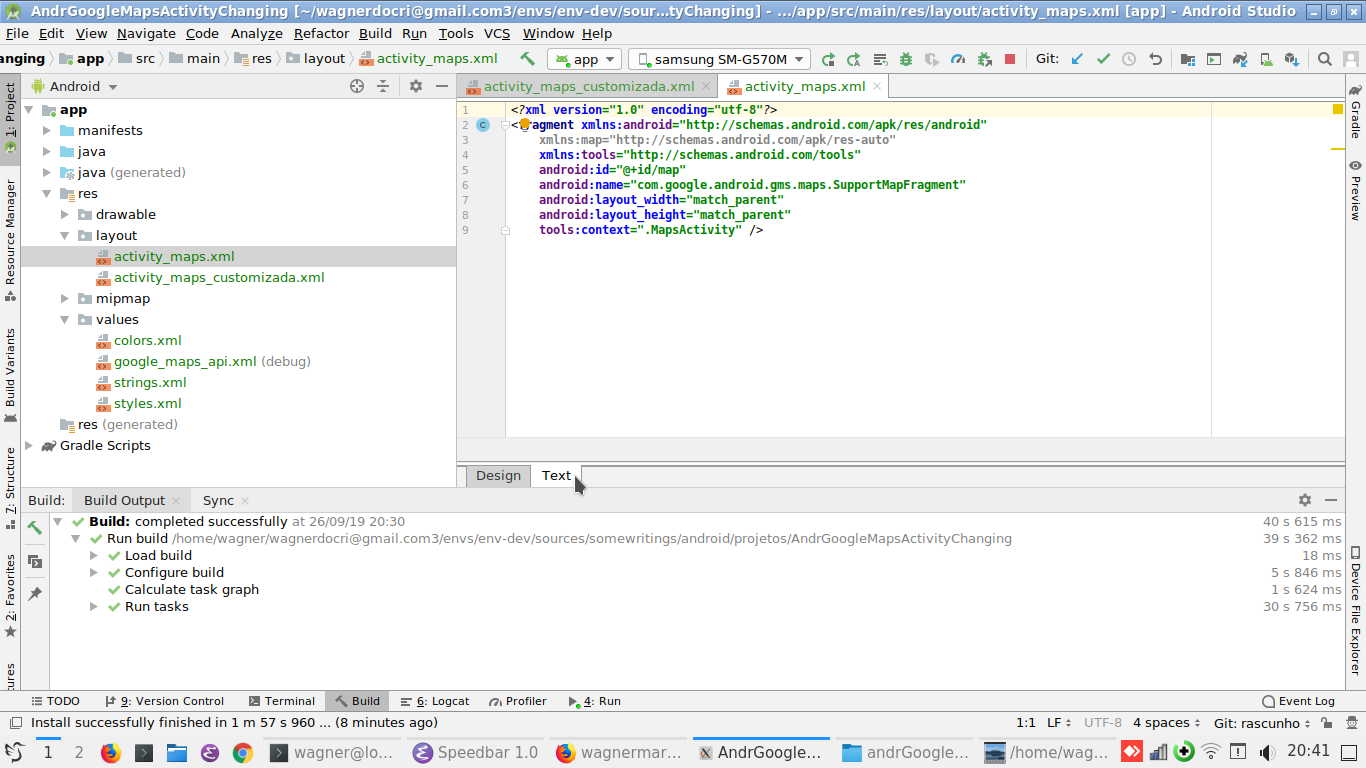 AndrGoogleMapsActivityChanging [~/wagnerdocri@gmail.com3/envs/env-dev/sour...tyChanging] - .../app/src/main/res/layout/activity_maps.xml [app] - Android Studio
File Edit View Navigate Code Analyze Refactor Build Run Tools VCS Window Help
anging app src main res layout activity_maps.xml app samsung SM-G570M Git:
Android
activity_maps_customizada.xml activity_maps.xml
1: Project
Resource Manager
Build Variants
7: Structure
2: Favorites
app
manifests
java
java (generated)
res
drawable
layout
activity_maps.xml
activity_maps_customizada.xml
mipmap
values
colors.xml
google_maps_api.xml (debug)
strings.xml
styles.xml
res (generated)
Gradle Scripts
1 <?xml version="1.0" encoding="utf-8"?>
2 <fragment xmlns:android="http://schemas.android.com/apk/res/android"
3 xmlns:map="http://schemas.android.com/apk/res-auto"
4 xmlns:tools="http://schemas.android.com/tools"
5 android:id="@+id/map"
6 android:name="com.google.android.gms.maps.SupportMapFragment"
7 android:layout_width="match_parent"
8 android:layout_height="match_parent"
9 tools:context=".MapsActivity" />
Gradle
Preview
Device File Explorer
Design Text
Build: Build Output Sync
Build: completed successfully at 26/09/19 20:30 40 s 615 ms
Run build /home/wagner/wagnerdocri@gmail.com3/envs/env-dev/sources/somewritings/android/projetos/AndrGoogleMapsActivityChanging 39 s 362 ms
Load build 18 ms
Configure build 5 s 846 ms
Calculate task graph 1 s 624 ms
Run tasks 30 s 756 ms
TODO 9: Version Control Terminal Build 6: Logcat Profiler 4: Run Event Log
Install successfully finished in 1 m 57 s 960 ... (8 minutes ago) 1:1 LF UTF-8 4 spaces Git: rascunho
1 2 wagner@lo... Speedbar 1.0 wagnermar... AndrGoogle... andrGoogle... /home/wag... 20:41